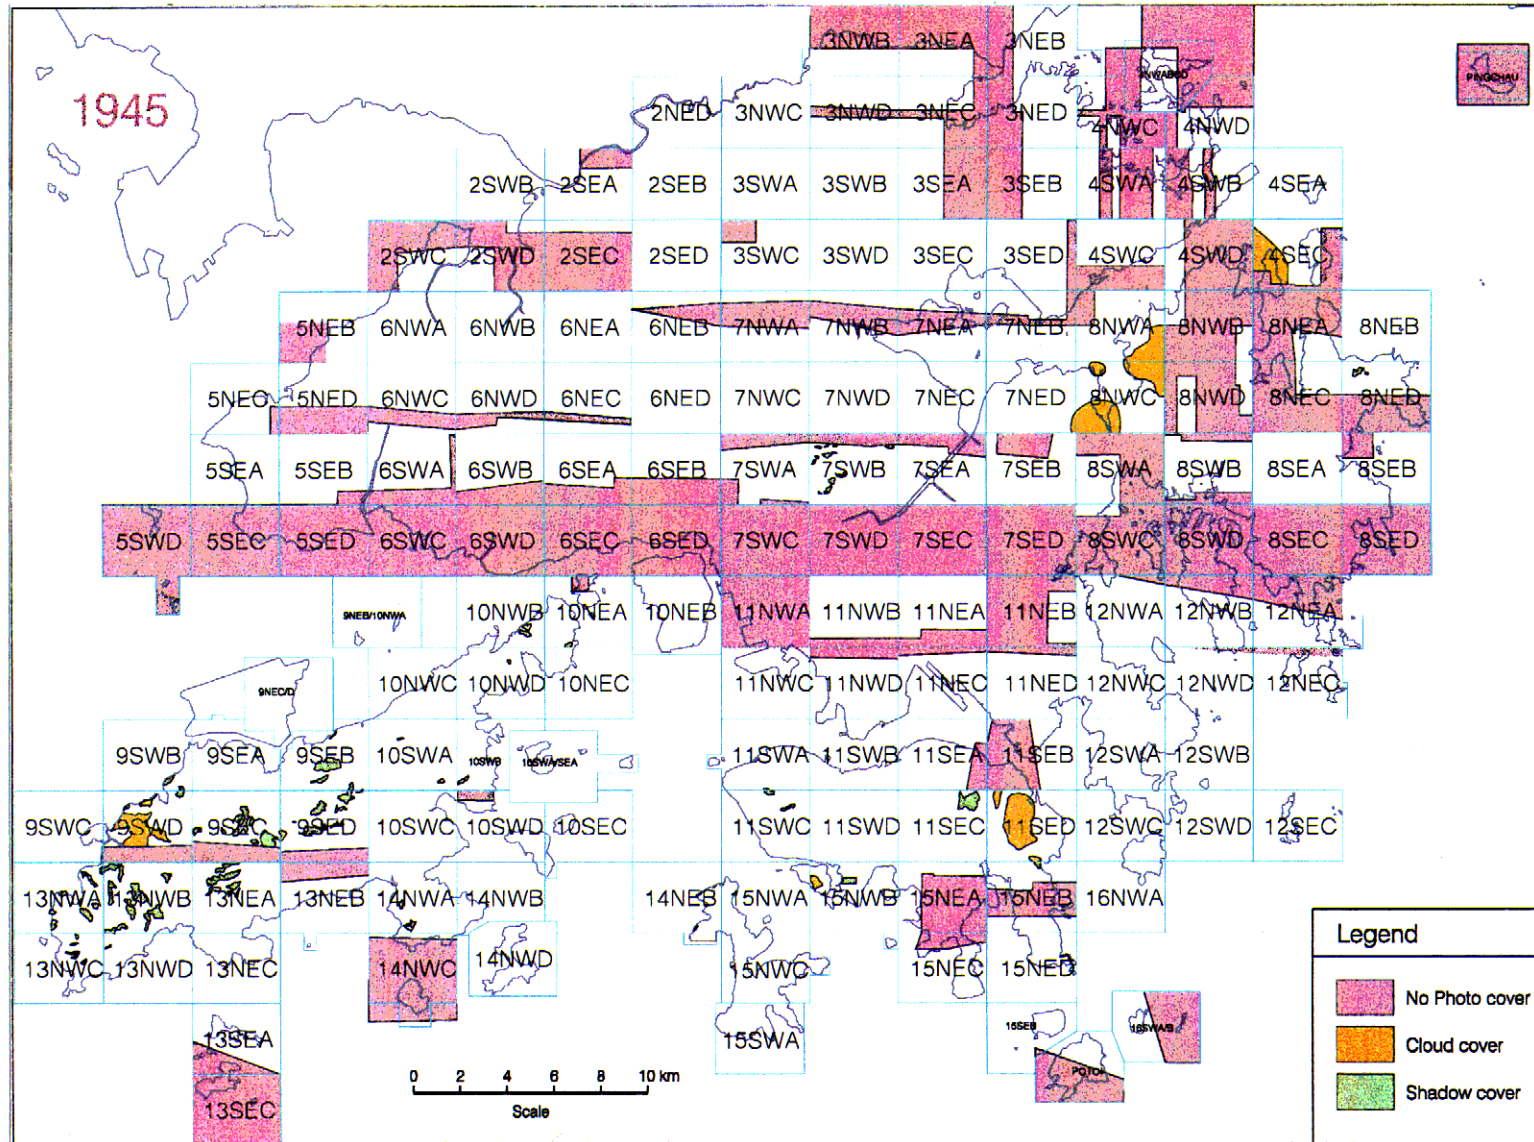 3NWB 3NEA 3NEB
PINGCHAU
1945
2NED 3NWC 3NWD 3NEC 3NED 4NWC 4NWD
2SWB 2SEA 2SEB 3SWA 3SWB 3SEA 3SEB 4SWA 4SWB 4SEA
2SWC 2SWD 2SEC 2SED 3SWC 3SWD 3SEC 3SED 4SWC 4SWD 4SEC
5NEB 6NWA 6NWB 6NEA 6NEB 7NWA 7NWB 7NEA 7NEB 8NWA 8NWB 8NEA 8NEB
5NEC 5NED 6NWC 6NWD 6NEC 6NED 7NWC 7NWD 7NEC 7NED 8NWC 8NWD 8NEC 8NED
5SEA 5SEB 6SWA 6SWB 6SEA 6SEB 7SWA 7SWB 7SEA 7SEB 8SWA 8SWB 8SEA 8SEB
5SWD 5SEC 5SED 6SWC 6SWD 6SEC 6SED 7SWC 7SWD 7SEC 7SED 8SWC 8SWD 8SEC 8SED
9NEB/10NWA 10NWB 10NEA 10NEB 11NWA 11NWB 11NEA 11NEB 12NWA 12NWB 12NEA
9NEC/D 10NWC 10NWD 10NEC 11NWC 11NWD 11NEC 11NED 12NWC 12NWD 12NEC
9SWB 9SEA 9SEB 10SWA 10SWB 10SWA/SEA 11SWA 11SWB 11SEA 11SEB 12SWA 12SWB
9SWC 9SWD 9SEC 9SED 10SWC 10SWD 10SEC 11SWC 11SWD 11SEC 11SED 12SWC 12SWD 12SEC
13NWA 13NWB 13NEA 13NEB 14NWA 14NWB 14NEB 15NWA 15NWB 15NEA 15NEB 16NWA
13NWC 13NWD 13NEC 14NWC 14NWD 15NWC 15NEC 15NED
13SEA 15SWA 15SEB
13SEC
0 2 4 6 8 10 km
Scale
Legend
No Photo cover
Cloud cover
Shadow cover